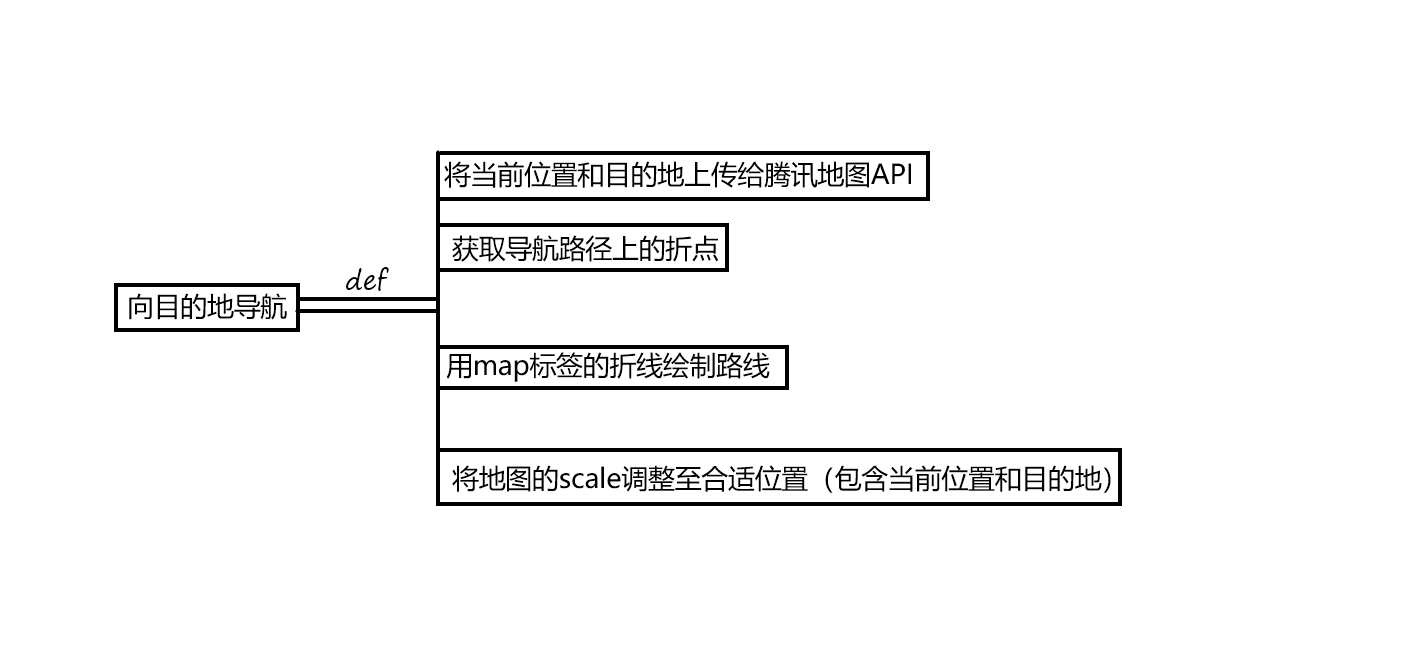 将当前位置和目的地上传给腾讯地图API
获取导航路径上的折点
def
向目的地导航
用map标签的折线绘制路线
将地图的scale调整至合适位置（包含当前位置和目的地）